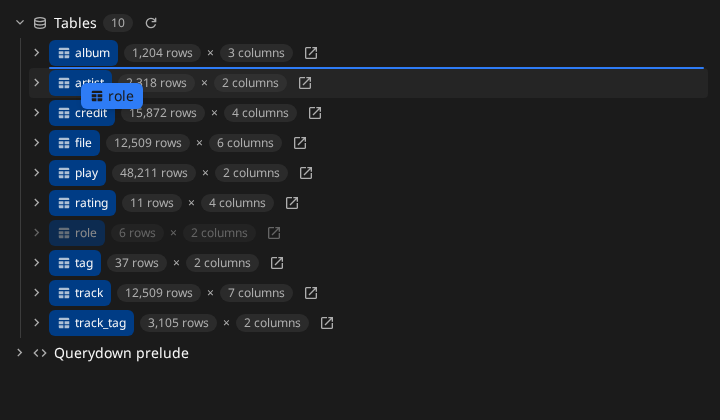 Tables 10
album 1,204 rows × 3 columns
artist 2,318 rows × 2 columns
role
credit 15,872 rows × 4 columns
file 12,509 rows × 6 columns
play 48,211 rows × 2 columns
rating 11 rows × 4 columns
role 6 rows × 2 columns
tag 37 rows × 2 columns
track 12,509 rows × 7 columns
track_tag 3,105 rows × 2 columns
Querydown prelude